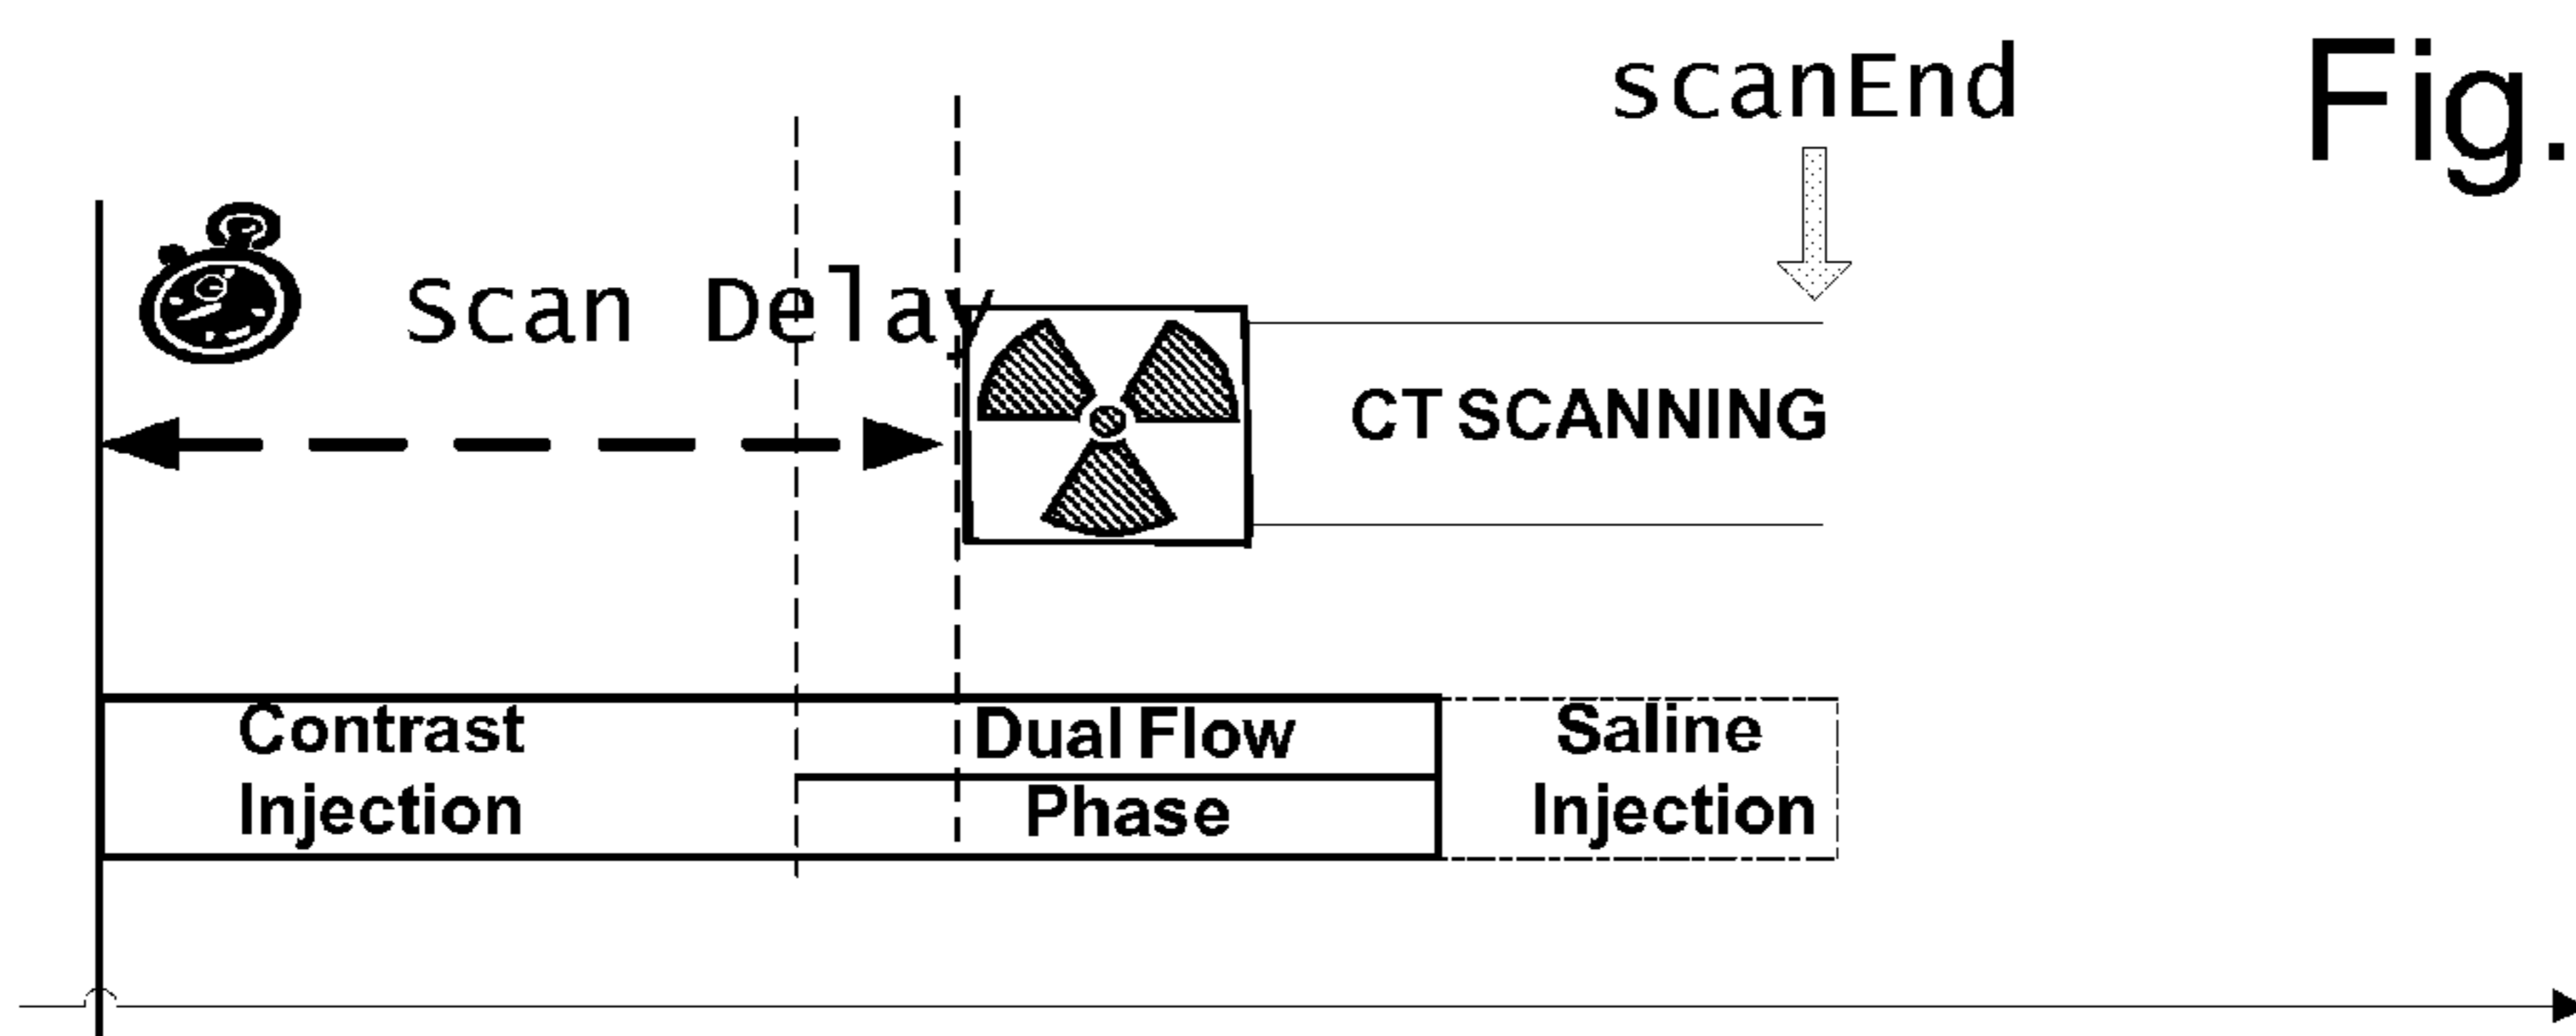 scanEnd
Fig.
Scan Delay
CT SCANNING
Contrast
Injection
Dual Flow
Phase
Saline
Injection